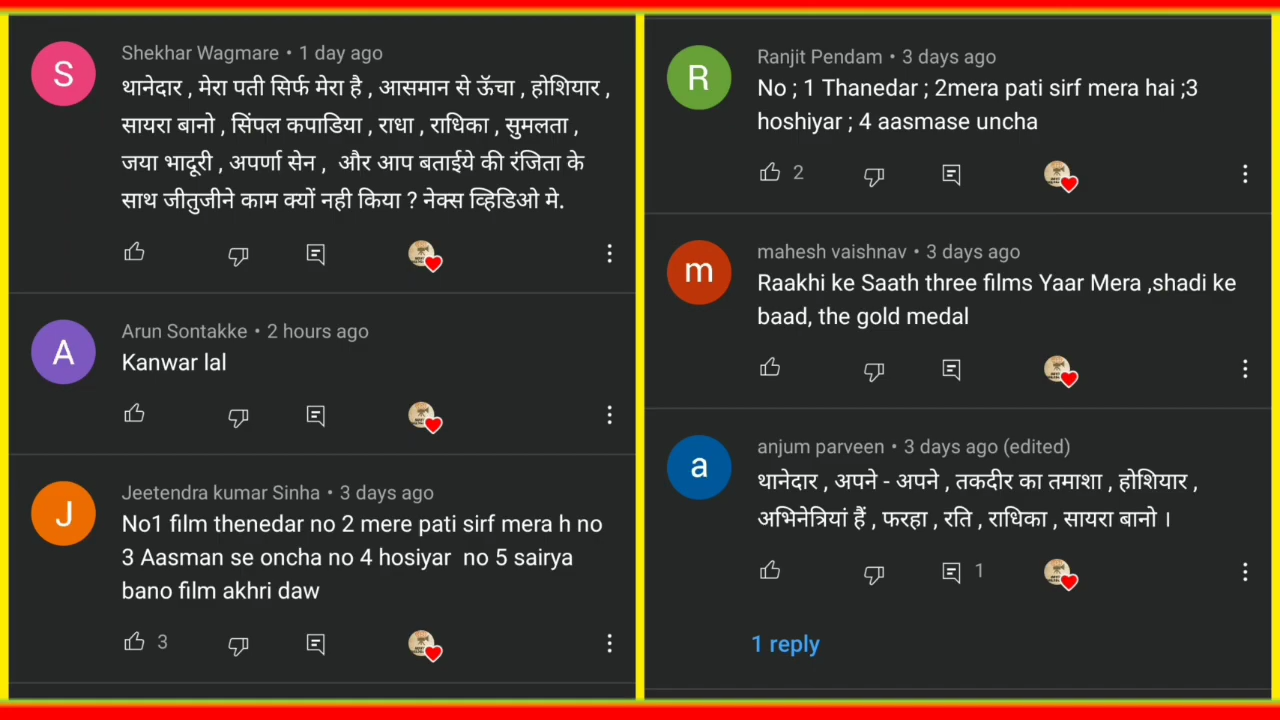 Shekhar Wagmare • 1 day ago
थानेदार , मेरा पती सिर्फ मेरा है , आसमान से ऊॅंचा , होशियार ,
सायरा बानो , सिंपल कपाडिया , राधा , राधिका , सुमलता ,
जया भादूरी , अपर्णा सेन , और आप बताईये की रंजिता के
साथ जीतुजीने काम क्यों नही किया ? नेक्स व्हिडिओ मे.
Arun Sontakke • 2 hours ago
Kanwar lal
Jeetendra kumar Sinha • 3 days ago
No1 film thenedar no 2 mere pati sirf mera h no
3 Aasman se oncha no 4 hosiyar no 5 sairya
bano film akhri daw
3
Ranjit Pendam • 3 days ago
No ; 1 Thanedar ; 2mera pati sirf mera hai ;3
hoshiyar ; 4 aasmase uncha
2
mahesh vaishnav • 3 days ago
Raakhi ke Saath three films Yaar Mera ,shadi ke
baad, the gold medal
anjum parveen • 3 days ago (edited)
थानेदार , अपने - अपने , तकदीर का तमाशा , होशियार ,
अभिनेत्रियां हैं , फरहा , रति , राधिका , सायरा बानो ।
1
1 reply